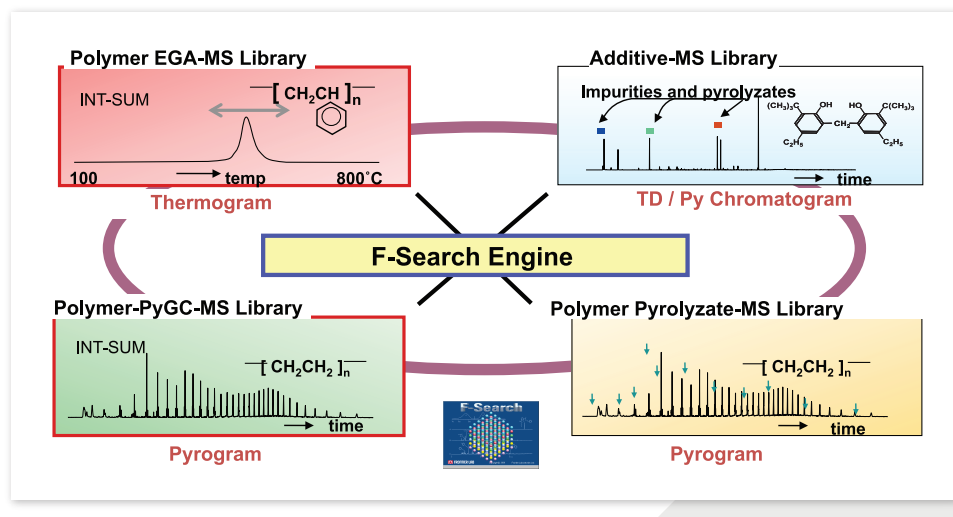 Polymer EGA-MS Library
INT-SUM
[ CH₂CH ]n
100 temp 800°C
Thermogram
Additive-MS Library
Impurities and pyrolyzates
(CH₃)₃C OH HO C(CH₃)₃
CH₂
C₂H₅ C₂H₅
time
TD / Py Chromatogram
F-Search Engine
Polymer-PyGC-MS Library
INT-SUM
[ CH₂CH₂ ]n
time
Pyrogram
Polymer Pyrolyzate-MS Library
[ CH₂CH₂ ]n
time
Pyrogram
F-Search
FRONTIER LAB